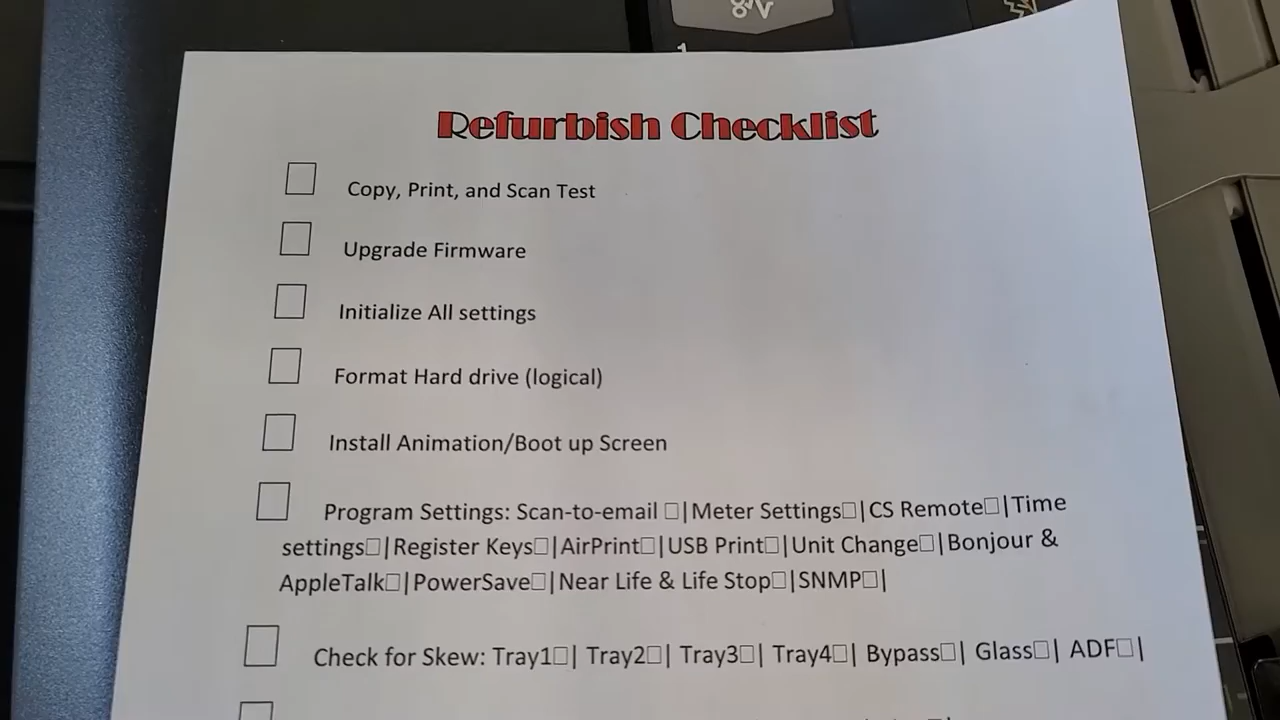 1
Refurbish Checklist
☐ Copy, Print, and Scan Test
☐ Upgrade Firmware
☐ Initialize All settings
☐ Format Hard drive (logical)
☐ Install Animation/Boot up Screen
☐ Program Settings: Scan-to-email ☐|Meter Settings☐|CS Remote☐|Time
settings☐|Register Keys☐|AirPrint☐|USB Print☐|Unit Change☐|Bonjour &
AppleTalk☐|PowerSave☐|Near Life & Life Stop☐|SNMP☐|
☐ Check for Skew: Tray1☐| Tray2☐| Tray3☐| Tray4☐| Bypass☐| Glass☐| ADF☐|